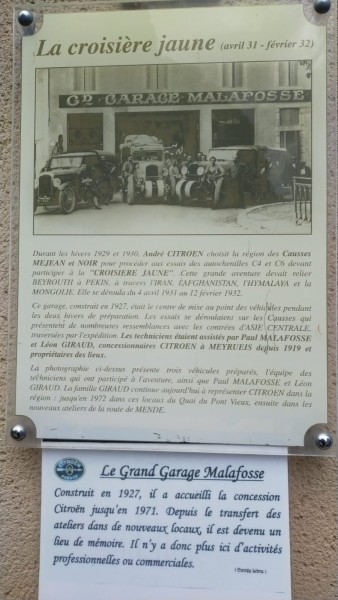 La croisière jaune (avril 31 - février 32)
GD GARAGE MALAFOSSE
Durant les hivers 1929 et 1930, André CITROEN choisit la région des Causses
MEJEAN et NOIR pour procéder aux essais des autochenilles C4 et C6 devant
participer à la "CROISIERE JAUNE". Cette grande aventure devait relier
BEYROUTH à PEKIN, à travers l'IRAN, l'AFGHANISTAN, l'HYMALAYA et la
MONGOLIE. Elle se déroula du 4 avril 1931 au 12 février 1932.
Ce garage, construit en 1927, était le centre de mise au point des véhicules pendant
les deux hivers de préparation. Les essais se déroulaient sur les Causses qui
présentent de nombreuses ressemblances avec les contrées d'ASIE CENTRALE,
traversées par l'expédition. Les techniciens étaient assistés par Paul MALAFOSSE
et Léon GIRAUD, concessionnaires CITROEN à MEYRUEIS depuis 1919 et
propriétaires des lieux.
La photographie ci-dessus présente trois véhicules préparés, l'équipe des
techniciens qui ont participé à l'aventure, ainsi que Paul MALAFOSSE et Léon
GIRAUD. La famille GIRAUD continue aujourd'hui à représenter CITROEN dans la
région : jusqu'en 1972 dans ces locaux du Quai du Pont Vieux, ensuite dans les
nouveaux ateliers de la route de MENDE.
Le Grand Garage Malafosse
Construit en 1927, il a accueilli la concession
Citroën jusqu'en 1971. Depuis le transfert des
ateliers dans de nouveaux locaux, il est devenu un
lieu de mémoire. Il n'y a donc plus ici d'activités
professionnelles ou commerciales.
( Entrée libre )